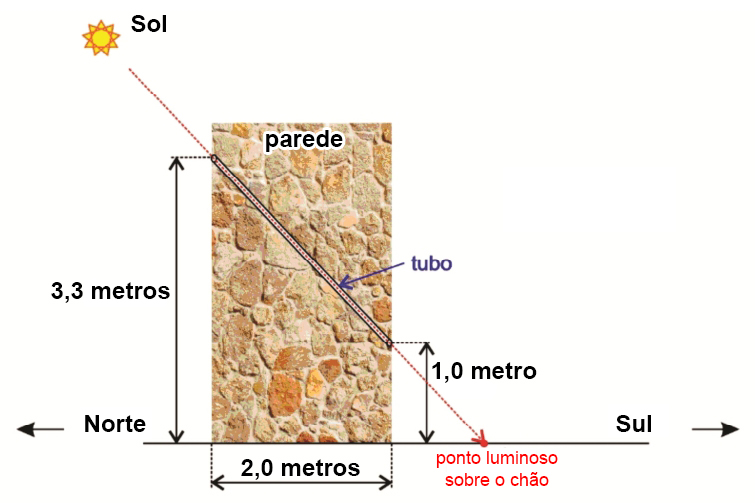 Sol
parede
tubo
3,3 metros
1,0 metro
Norte
Sul
ponto luminoso
sobre o chão
2,0 metros